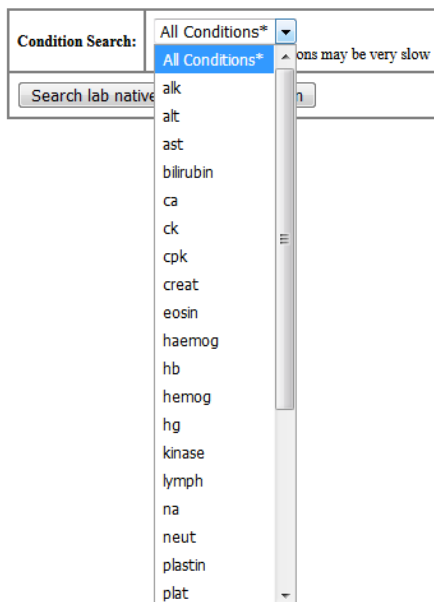 Condition Search:
All Conditions*
ons may be very slow
All Conditions*
Search lab native
n
alk
alt
ast
bilirubin
ca
ck
cpk
creat
eosin
haemog
hb
hemog
hg
kinase
lymph
na
neut
plastin
plat